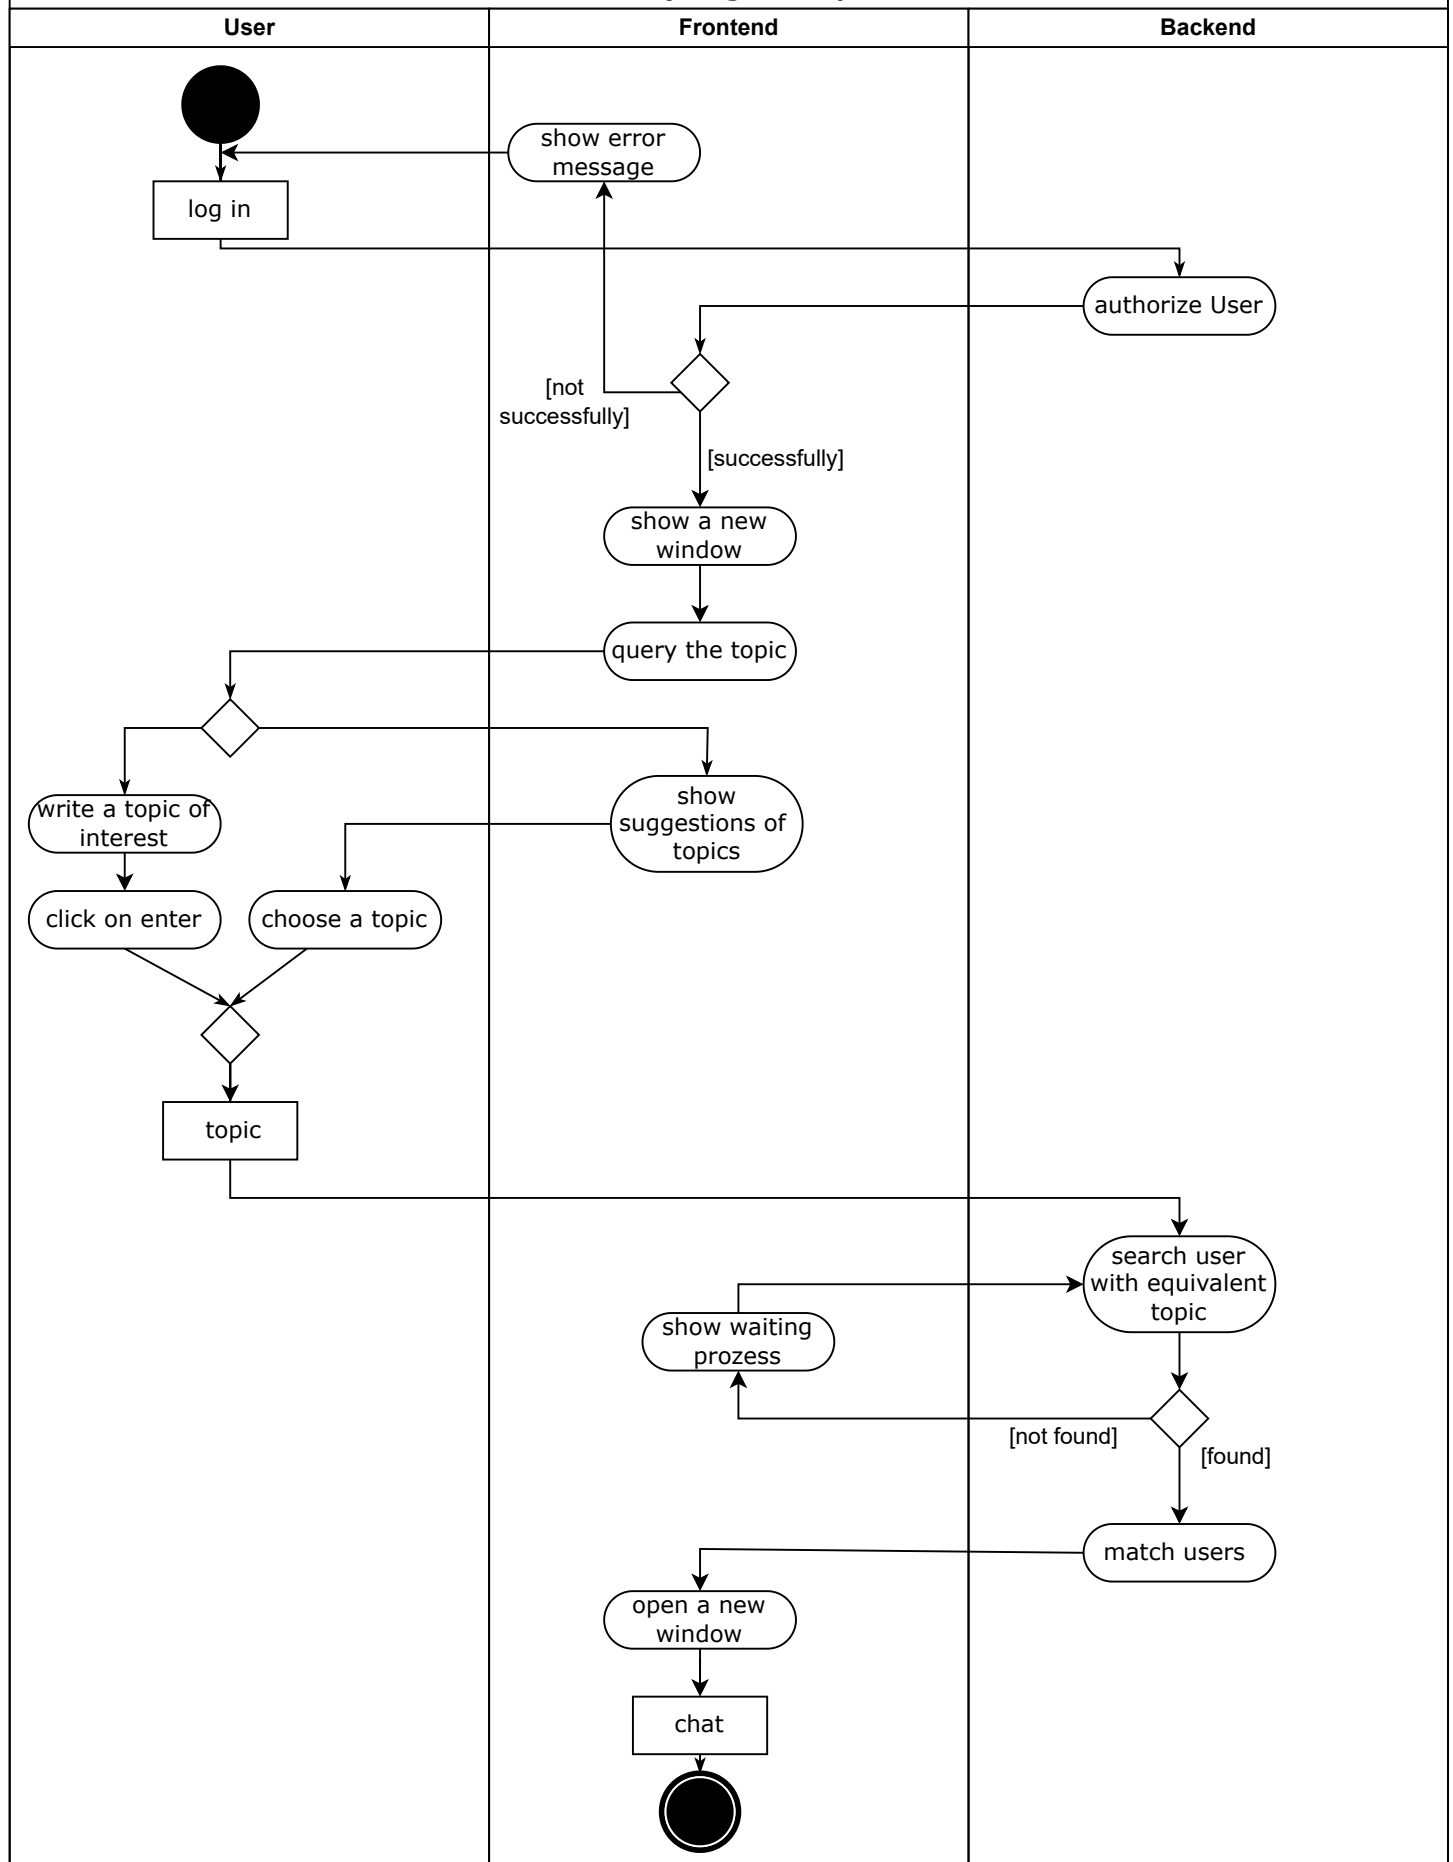 User
Frontend
Backend
show error
message
log in
authorize User
[not
successfully]
[successfully]
show a new
window
query the topic
write a topic of
interest
show
suggestions of
topics
click on enter
choose a topic
topic
search user
with equivalent
topic
show waiting
prozess
[not found]
[found]
match users
open a new
window
chat